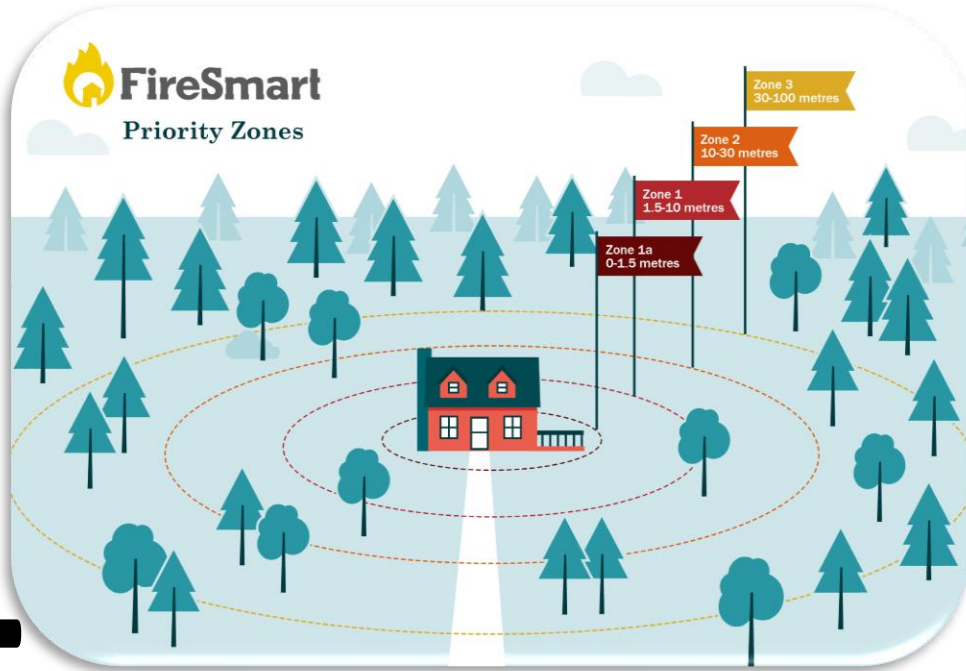 FireSmart
Priority Zones
Zone 3
30-100 metres
Zone 2
10-30 metres
Zone 1
1.5-10 metres
Zone 1a
0-1.5 metres